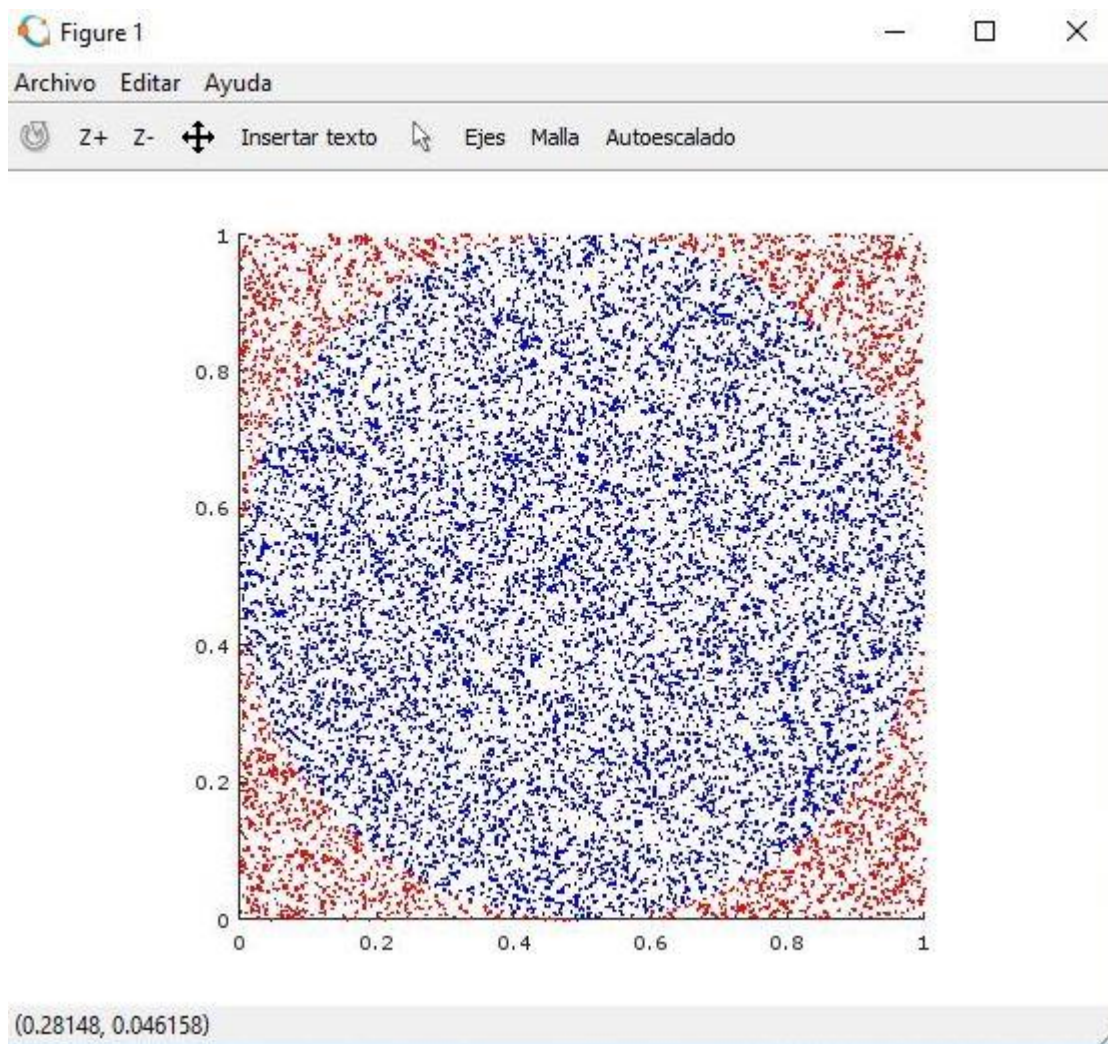 Figure 1
Archivo Editar Ayuda
Z+ Z- Insertar texto Ejes Malla Autoescalado
1
0.8
0.6
0.4
0.2
0
0 0.2 0.4 0.6 0.8 1
(0.28148, 0.046158)